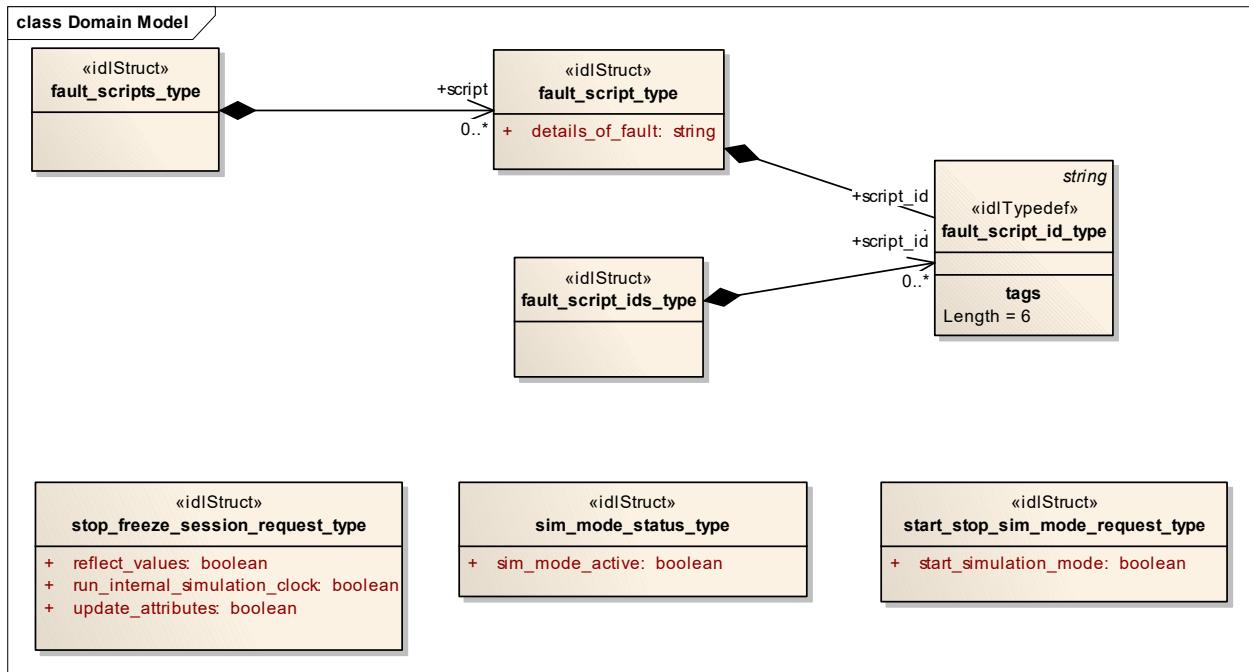 class Domain Model
«idlStruct»
fault_scripts_type
+script
0..*
«idlStruct»
fault_script_type
+ details_of_fault: string
+script_id
string
«idlTypedef»
fault_script_id_type
tags
Length = 6
+script_id
0..*
«idlStruct»
fault_script_ids_type
«idlStruct»
stop_freeze_session_request_type
+ reflect_values: boolean
+ run_internal_simulation_clock: boolean
+ update_attributes: boolean
«idlStruct»
sim_mode_status_type
+ sim_mode_active: boolean
«idlStruct»
start_stop_sim_mode_request_type
+ start_simulation_mode: boolean